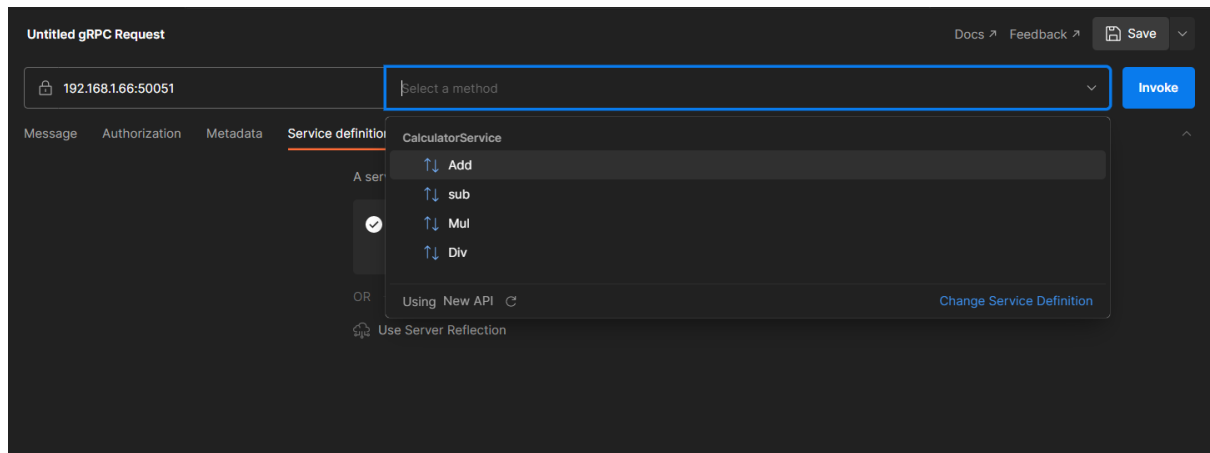 Untitled gRPC Request
Docs ↗ Feedback ↗ Save
192.168.1.66:50051
Select a method
Invoke
Message Authorization Metadata Service definition
CalculatorService
A ser
↑↓ Add
↑↓ sub
↑↓ Mul
↑↓ Div
OR
Using New API
Change Service Definition
Use Server Reflection